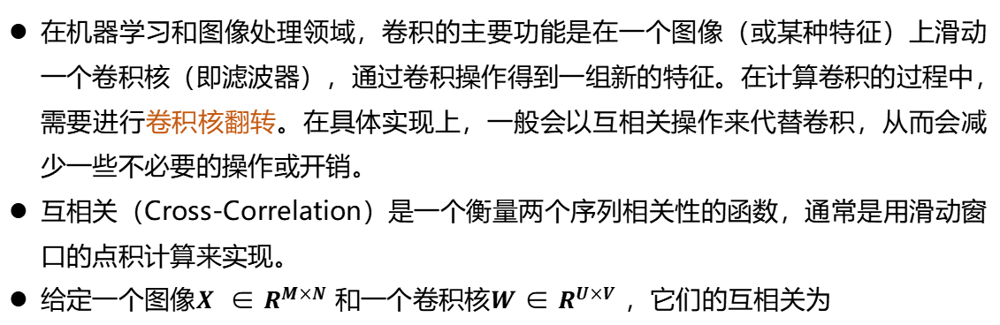 ● 在机器学习和图像处理领域，卷积的主要功能是在一个图像（或某种特征）上滑动
一个卷积核（即滤波器），通过卷积操作得到一组新的特征。在计算卷积的过程中，
需要进行卷积核翻转。在具体实现上，一般会以互相关操作来代替卷积，从而会减
少一些不必要的操作或开销。
● 互相关（Cross-Correlation）是一个衡量两个序列相关性的函数，通常是用滑动窗
口的点积计算来实现。
● 给定一个图像X ∈ R^{M×N} 和一个卷积核W ∈ R^{U×V} ，它们的互相关为